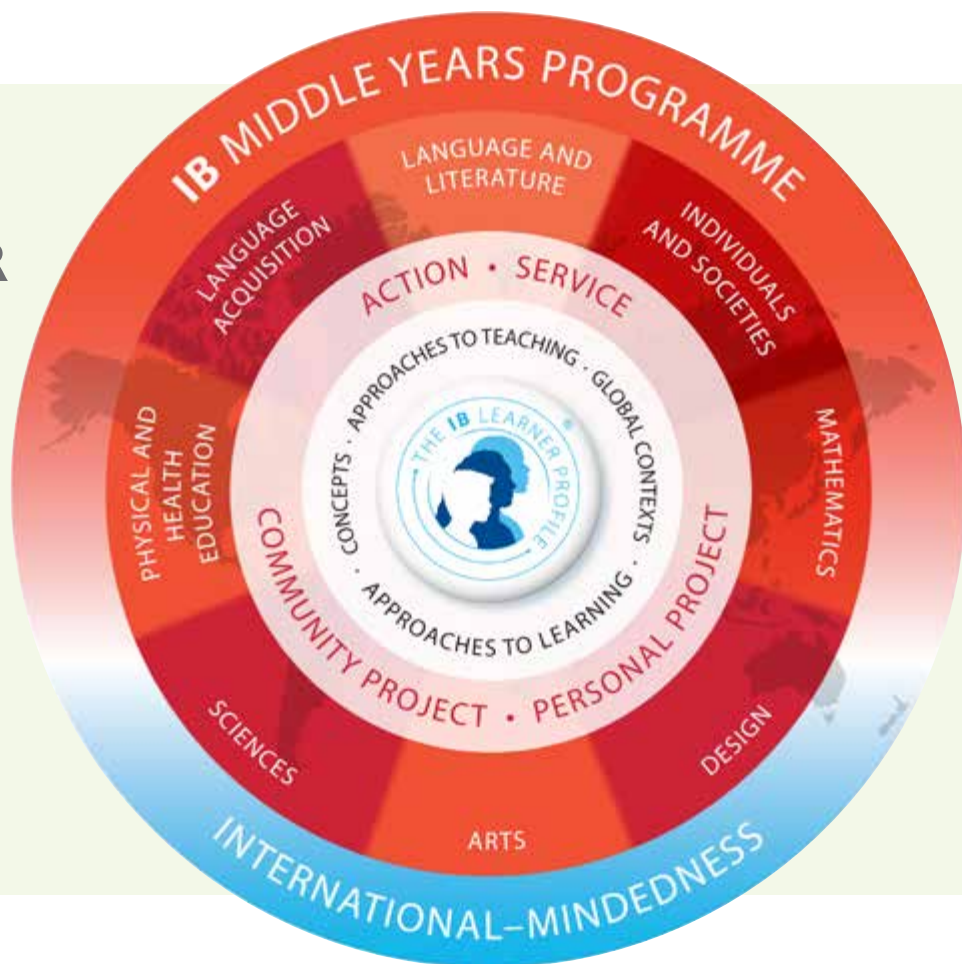 IB MIDDLE YEARS PROGRAMME
LANGUAGE AND
LITERATURE
LANGUAGE
ACQUISITION
INDIVIDUALS
AND SOCIETIES
R
ACTION • SERVICE
APPROACHES TO TEACHING · GLOBAL CONTEXTS ·
CONCEPTS ·
THE IB LEARNER PROFILE ®
PHYSICAL AND
HEALTH
EDUCATION
MATHEMATICS
· APPROACHES TO LEARNING
COMMUNITY PROJECT • PERSONAL PROJECT
SCIENCES
DESIGN
ARTS
INTERNATIONAL–MINDEDNESS